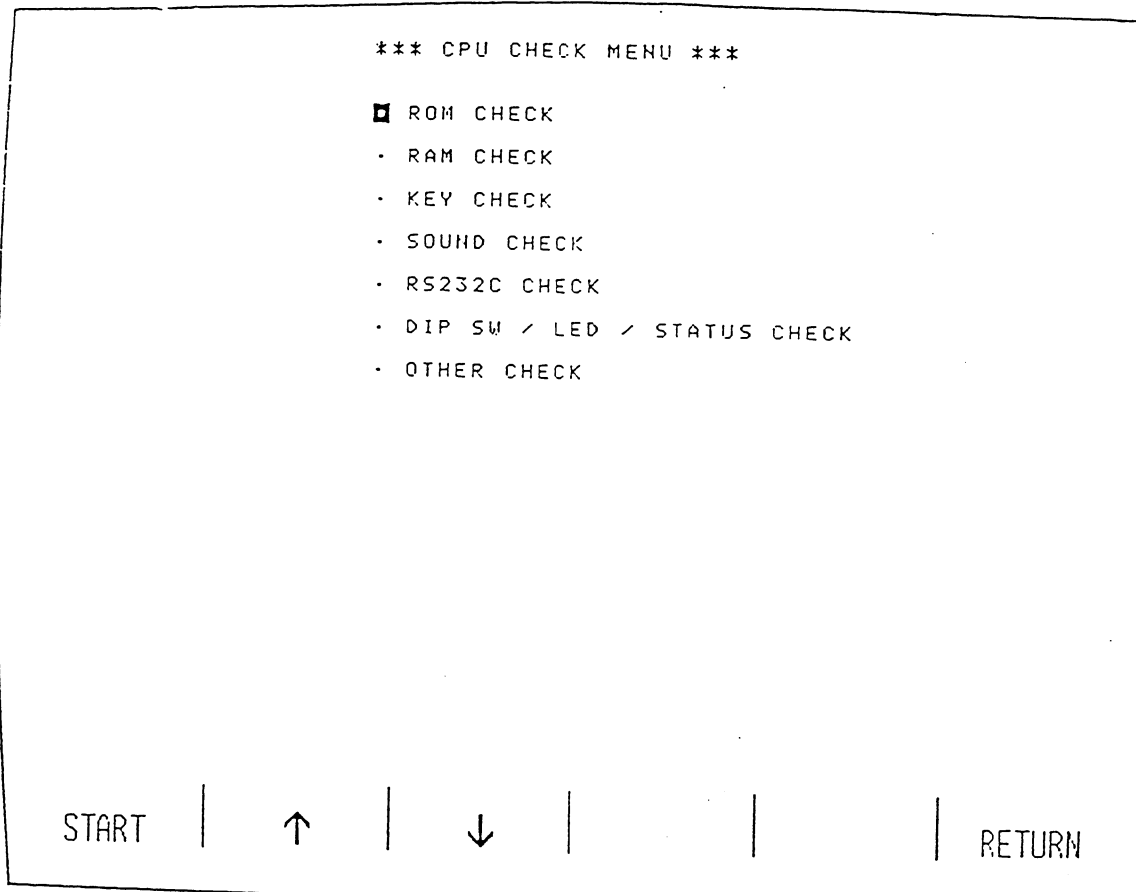 *** CPU CHECK MENU ***
ROM CHECK
· RAM CHECK
· KEY CHECK
· SOUND CHECK
· RS232C CHECK
· DIP SW / LED / STATUS CHECK
· OTHER CHECK
START | ↑ | ↓ | | | RETURN